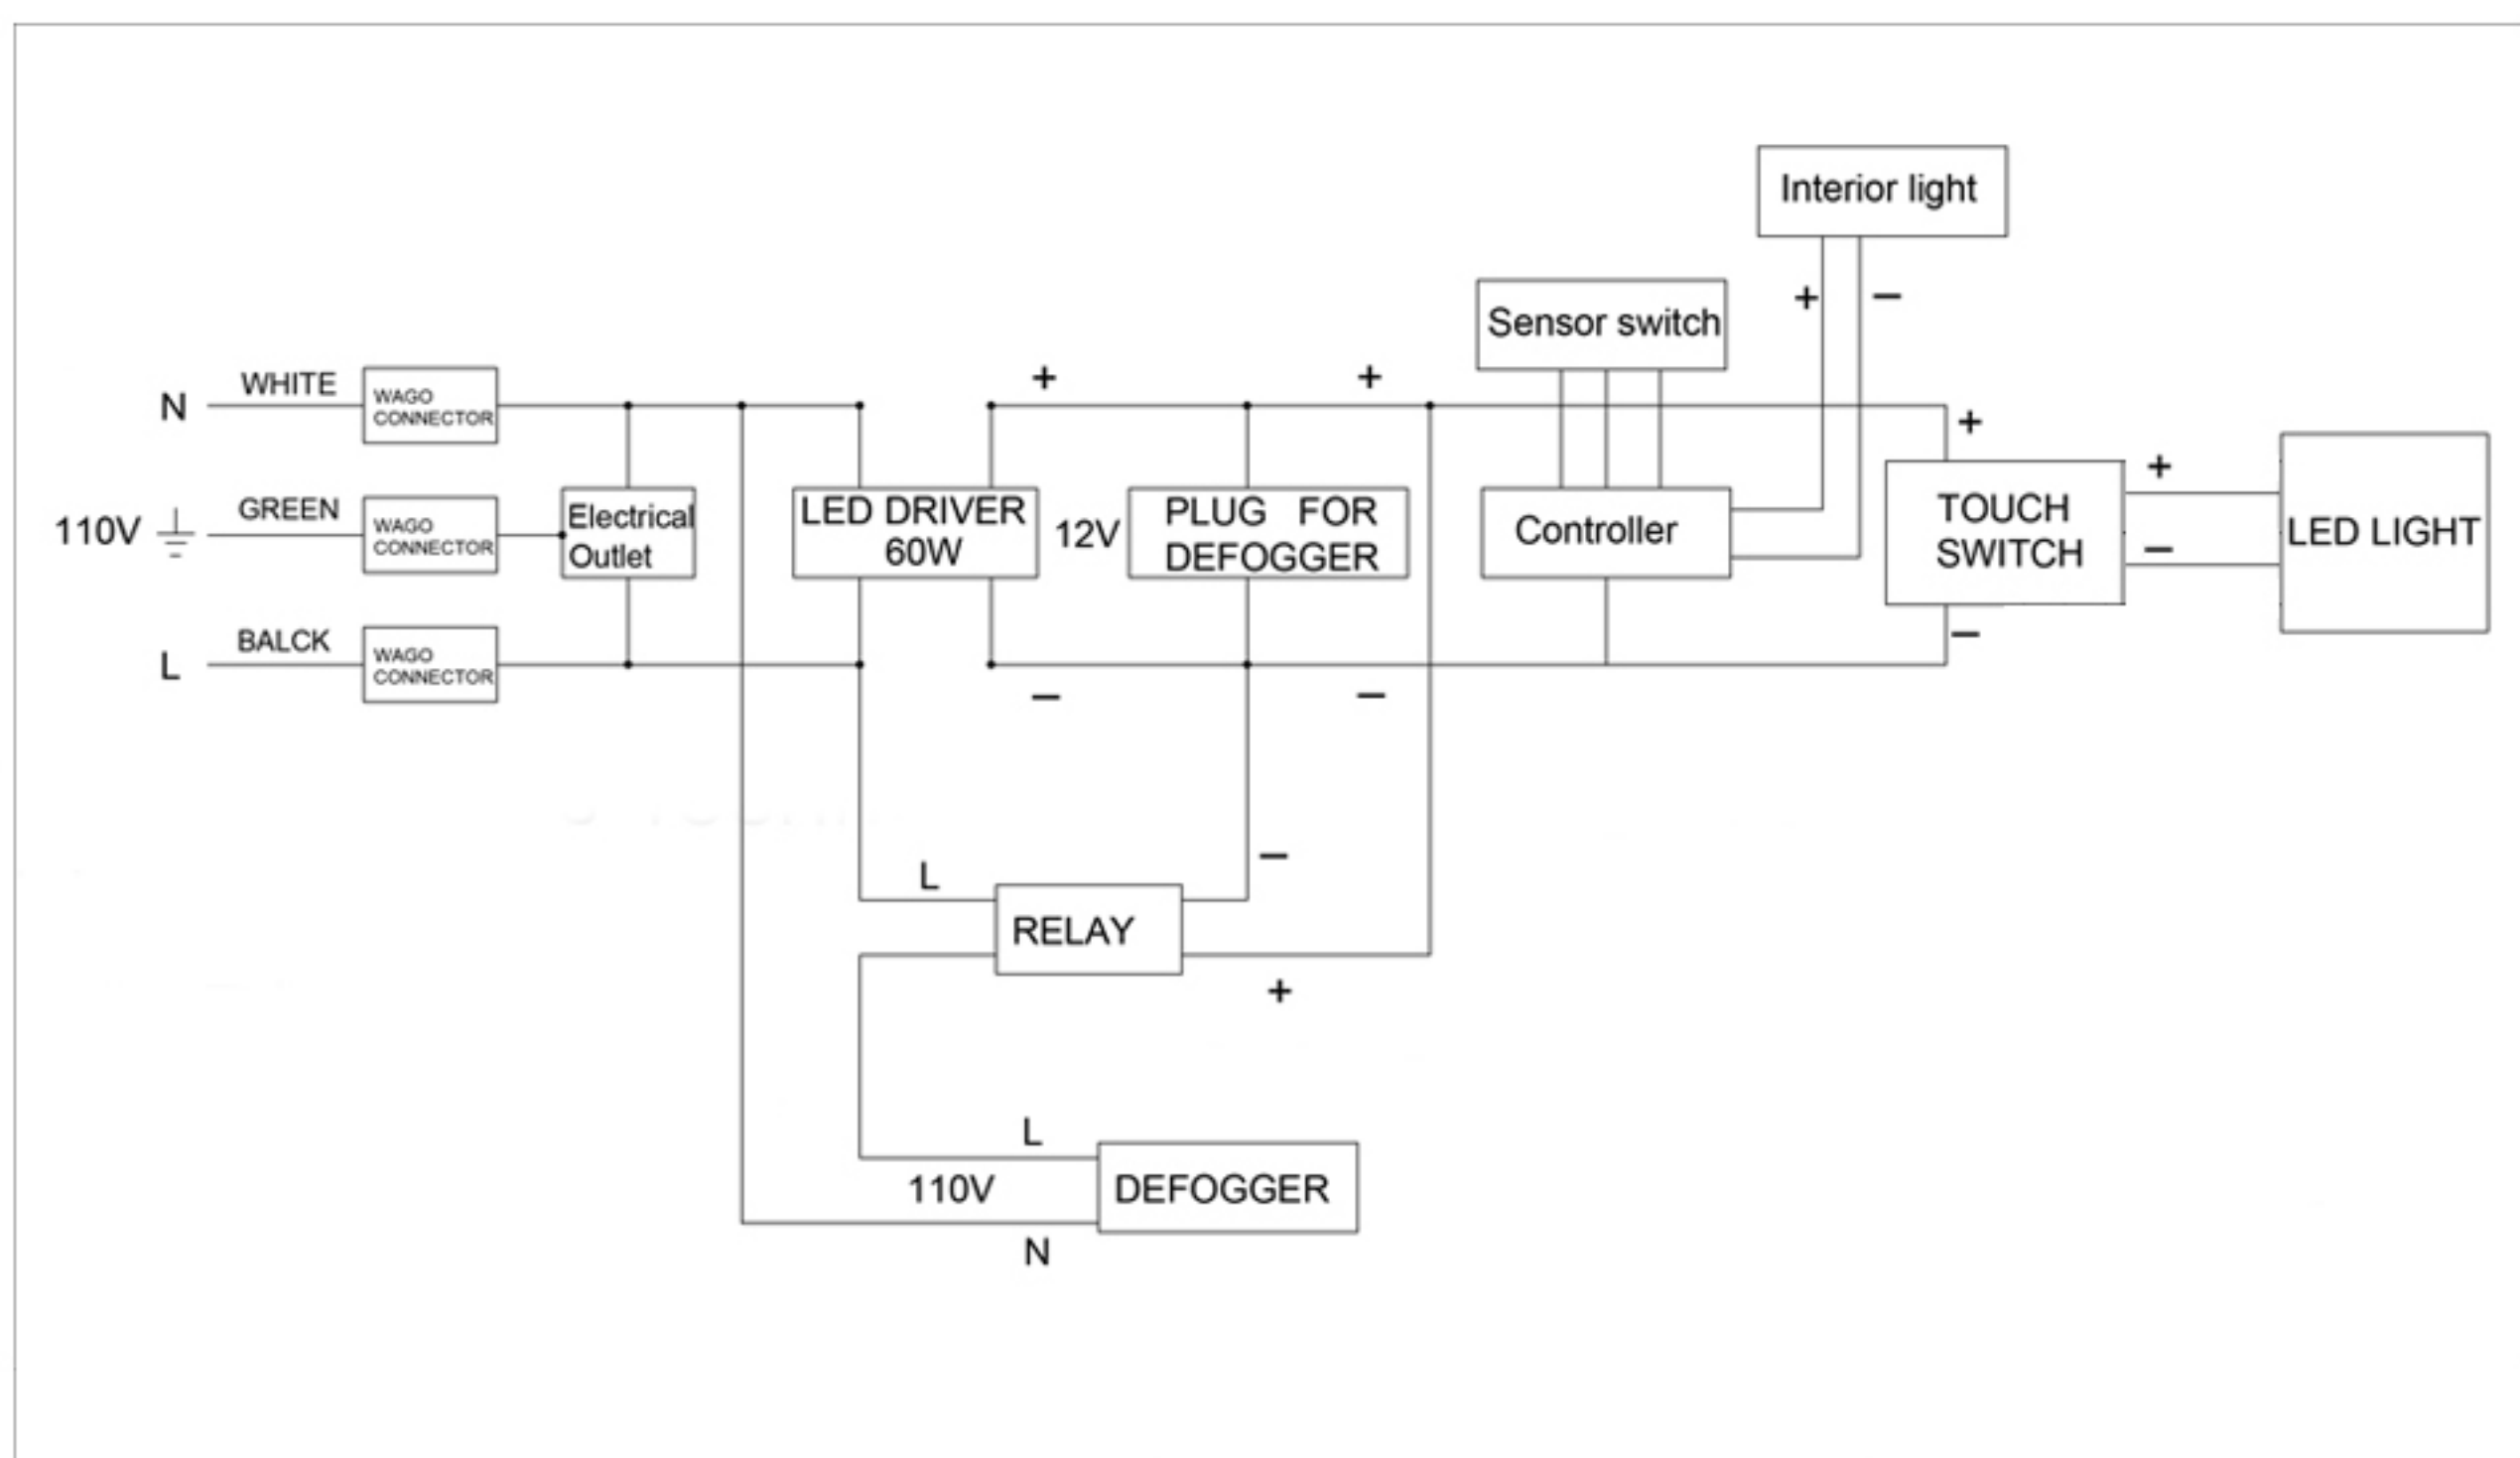 Interior light
+ −
Sensor switch
N WHITE
WAGO
CONNECTOR
+ +
+
110V GREEN
WAGO
CONNECTOR
Electrical
Outlet
LED DRIVER
60W
12V
PLUG FOR
DEFOGGER
Controller
TOUCH
SWITCH
+
−
LED LIGHT
L BALCK
WAGO
CONNECTOR
− −
−
L
RELAY
−
+
L
110V
N
DEFOGGER